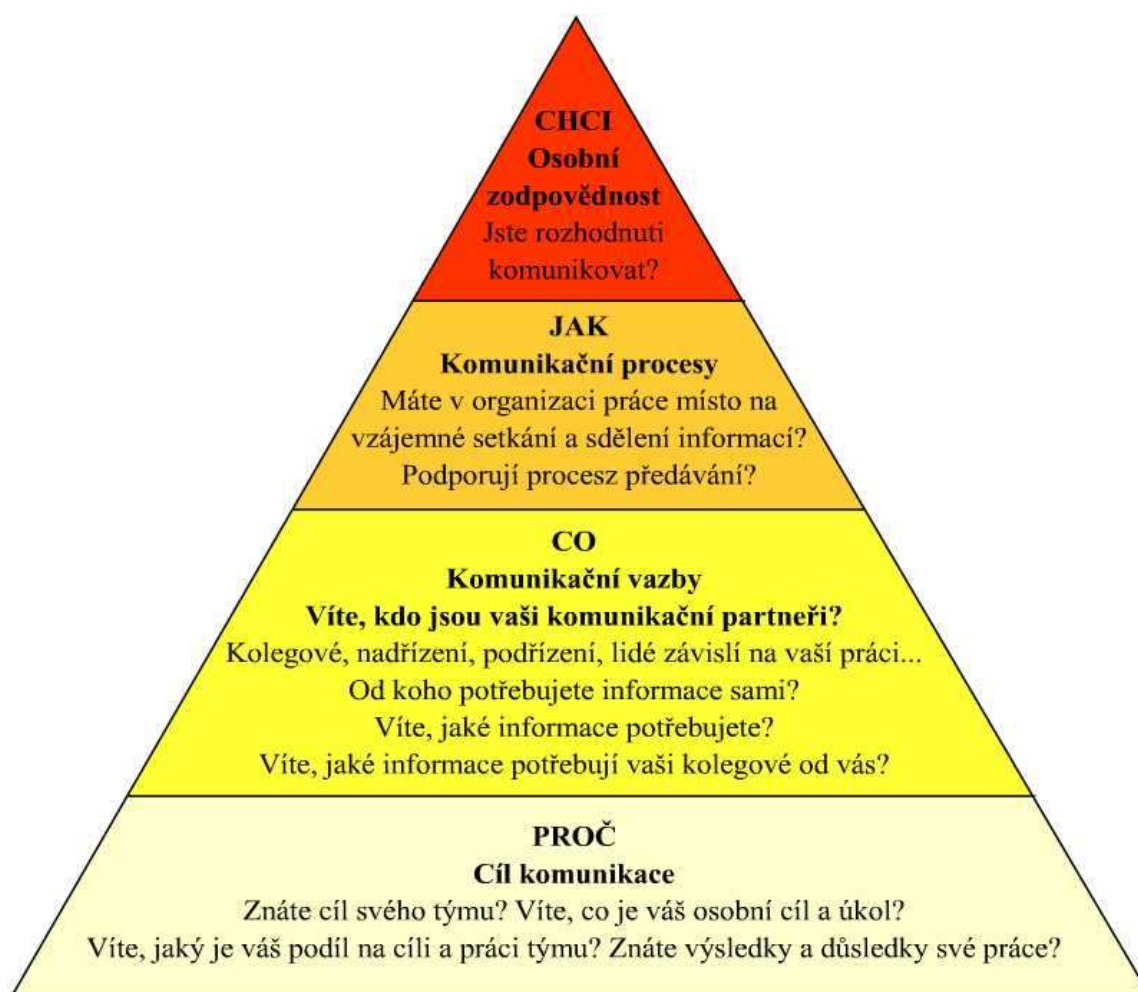 CHCI
Osobní
zodpovědnost
Jste rozhodnuti
komunikovat?
JAK
Komunikační procesy
Máte v organizaci práce místo na
vzájemné setkání a sdělení informací?
Podporují procesz předávání?
CO
Komunikační vazby
Víte, kdo jsou vaši komunikační partneři?
Kolegové, nadřízení, podřízení, lidé závislí na vaší práci...
Od koho potřebujete informace sami?
Víte, jaké informace potřebujete?
Víte, jaké informace potřebují vaši kolegové od vás?
PROČ
Cíl komunikace
Znáte cíl svého týmu? Víte, co je váš osobní cíl a úkol?
Víte, jaký je váš podíl na cíli a práci týmu? Znáte výsledky a důsledky své práce?